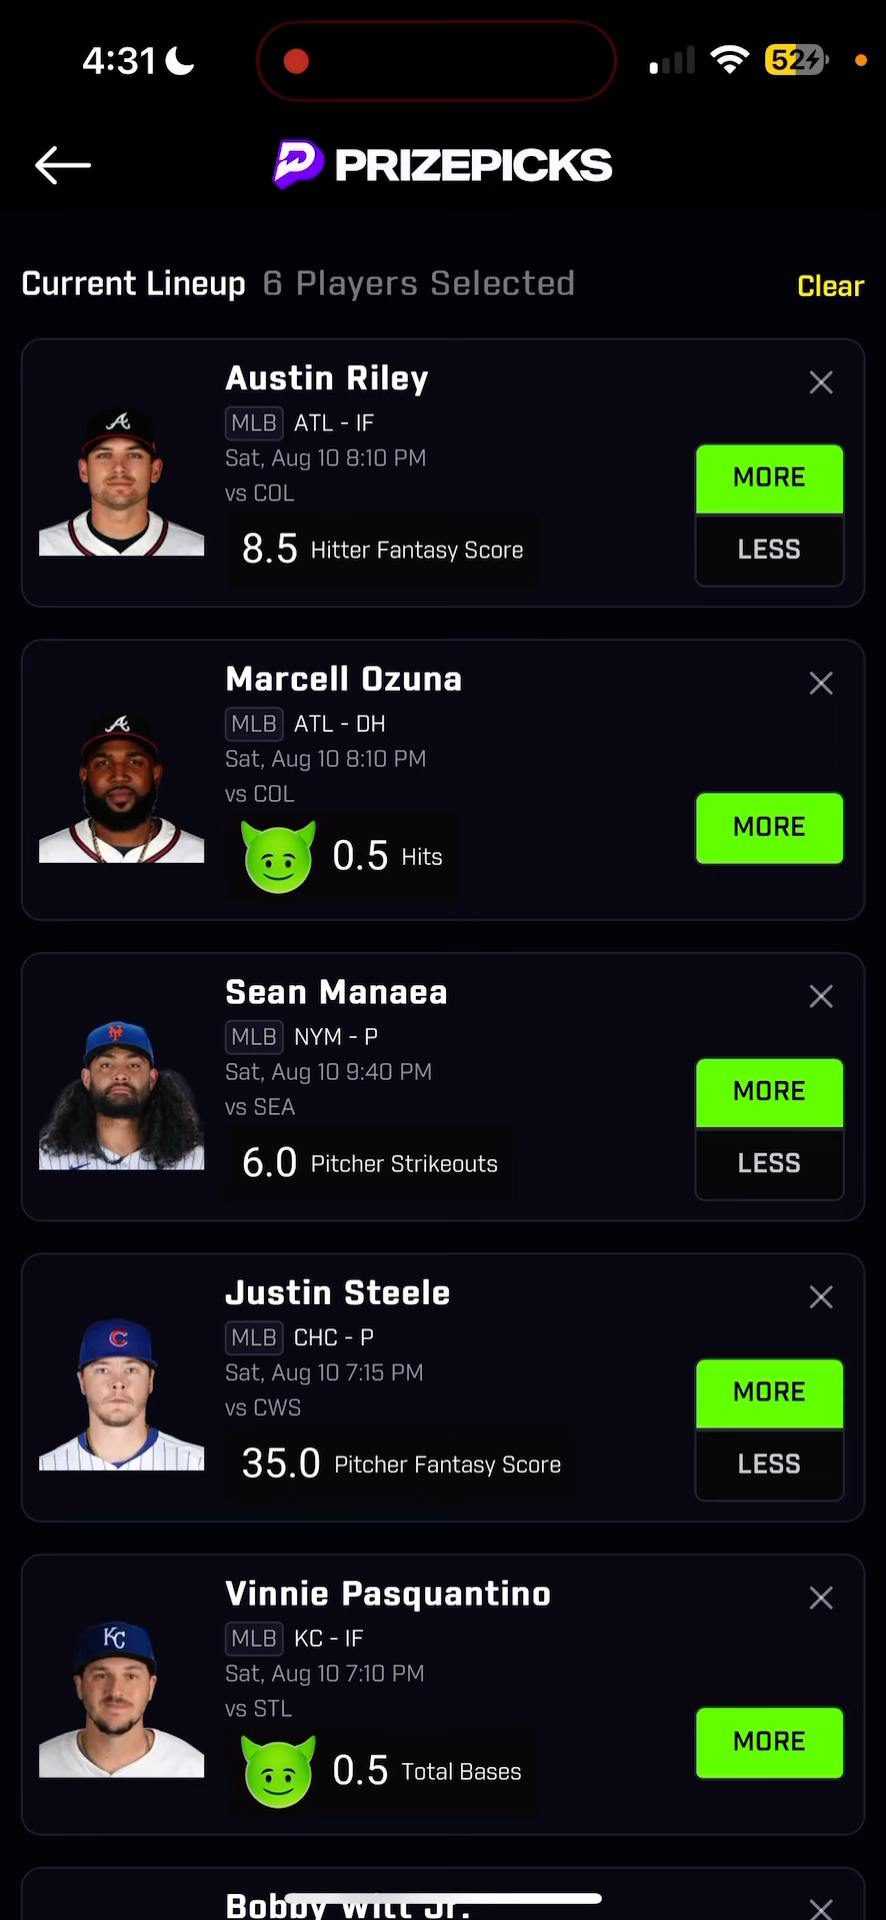 4:31
52
PRIZEPICKS
Current Lineup 6 Players Selected Clear
Austin Riley
MLB ATL - IF
Sat, Aug 10 8:10 PM
vs COL
8.5 Hitter Fantasy Score
MORE
LESS
Marcell Ozuna
MLB ATL - DH
Sat, Aug 10 8:10 PM
vs COL
0.5 Hits
MORE
Sean Manaea
MLB NYM - P
Sat, Aug 10 9:40 PM
vs SEA
6.0 Pitcher Strikeouts
MORE
LESS
Justin Steele
MLB CHC - P
Sat, Aug 10 7:15 PM
vs CWS
35.0 Pitcher Fantasy Score
MORE
LESS
Vinnie Pasquantino
MLB KC - IF
Sat, Aug 10 7:10 PM
vs STL
0.5 Total Bases
MORE
Bobby Witt Jr.